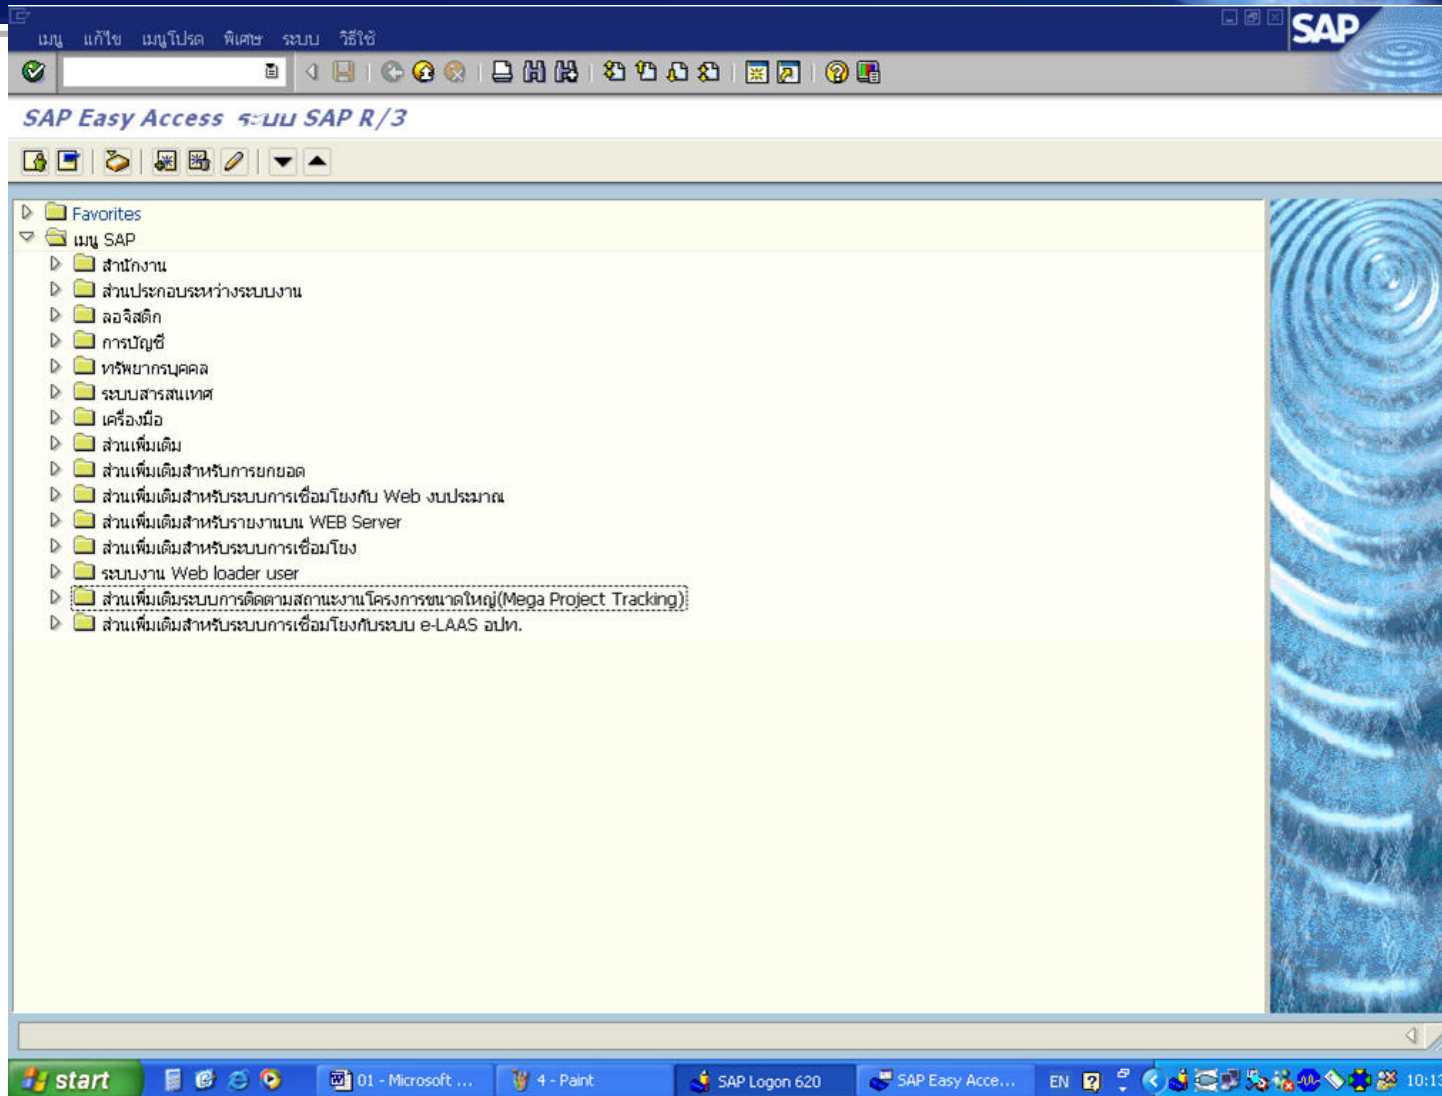 SAP
เมนู แก้ไข เมนูโปรด พิเศษ ระบบ วิธีใช้
SAP Easy Access ระบบ SAP R/3
Favorites
เมนู SAP
สำนักงาน
ส่วนประกอบระหว่างระบบงาน
ลอจิสติก
การบัญชี
ทรัพยากรบุคคล
ระบบสารสนเทศ
เครื่องมือ
ส่วนเพิ่มเติม
ส่วนเพิ่มเติมสำหรับการยกยอด
ส่วนเพิ่มเติมสำหรับระบบการเชื่อมโยงกับ Web งบประมาณ
ส่วนเพิ่มเติมสำหรับรายงานบน WEB Server
ส่วนเพิ่มเติมสำหรับระบบการเชื่อมโยง
ระบบงาน Web loader user
ส่วนเพิ่มเติมระบบการติดตามสถานะงานโครงการขนาดใหญ่(Mega Project Tracking)
ส่วนเพิ่มเติมสำหรับระบบการเชื่อมโยงกับระบบ e-LAAS อปท.
start 01 - Microsoft ... 4 - Paint SAP Logon 620 SAP Easy Acce... EN 10:13